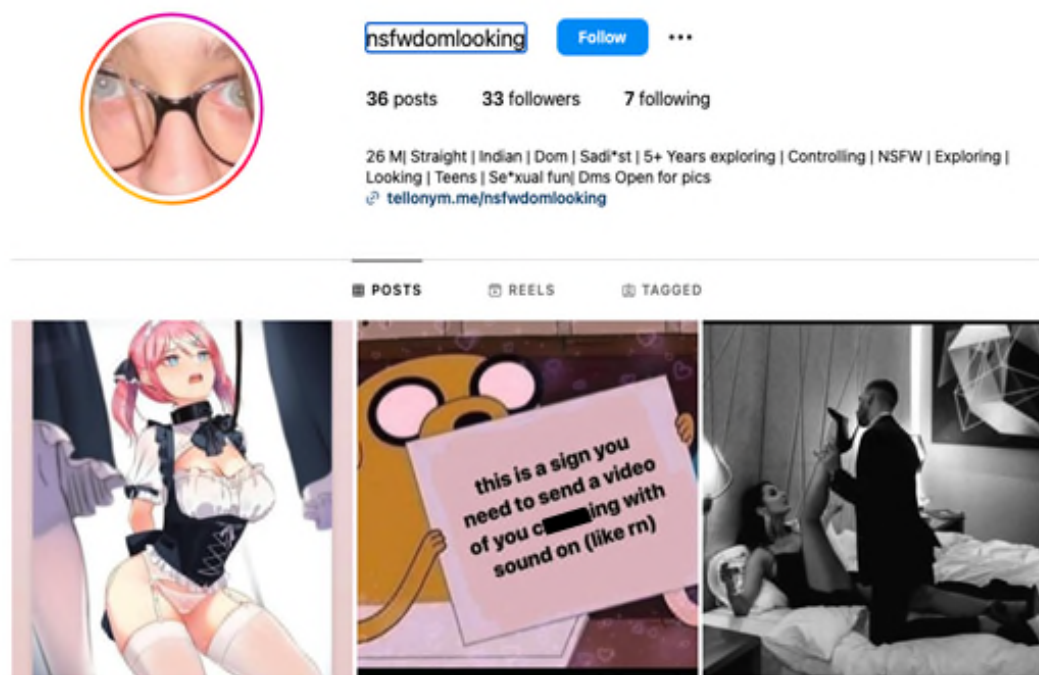 nsfwdomlooking
Follow
36 posts
33 followers
7 following
26 M| Straight | Indian | Dom | Sadi*st | 5+ Years exploring | Controlling | NSFW | Exploring |
Looking | Teens | Se*xual fun| Dms Open for pics
tellonym.me/nsfwdomlooking
POSTS
REELS
TAGGED
this is a sign you
need to send a video
of you c ing with
sound on (like rn)